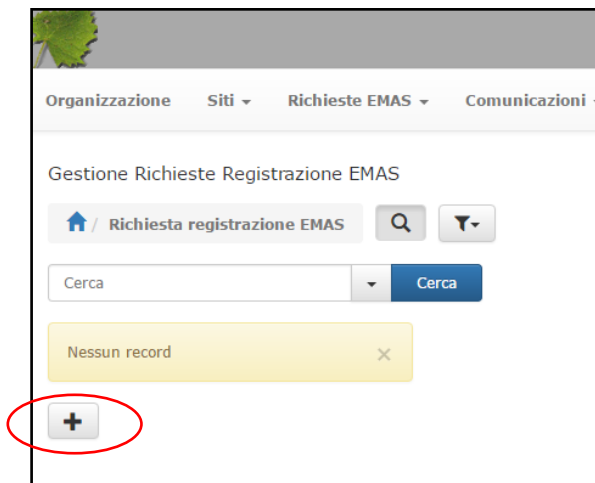 Organizzazione Siti Richieste EMAS Comunicazioni
Gestione Richieste Registrazione EMAS
/ Richiesta registrazione EMAS
Cerca Cerca
Nessun record ×